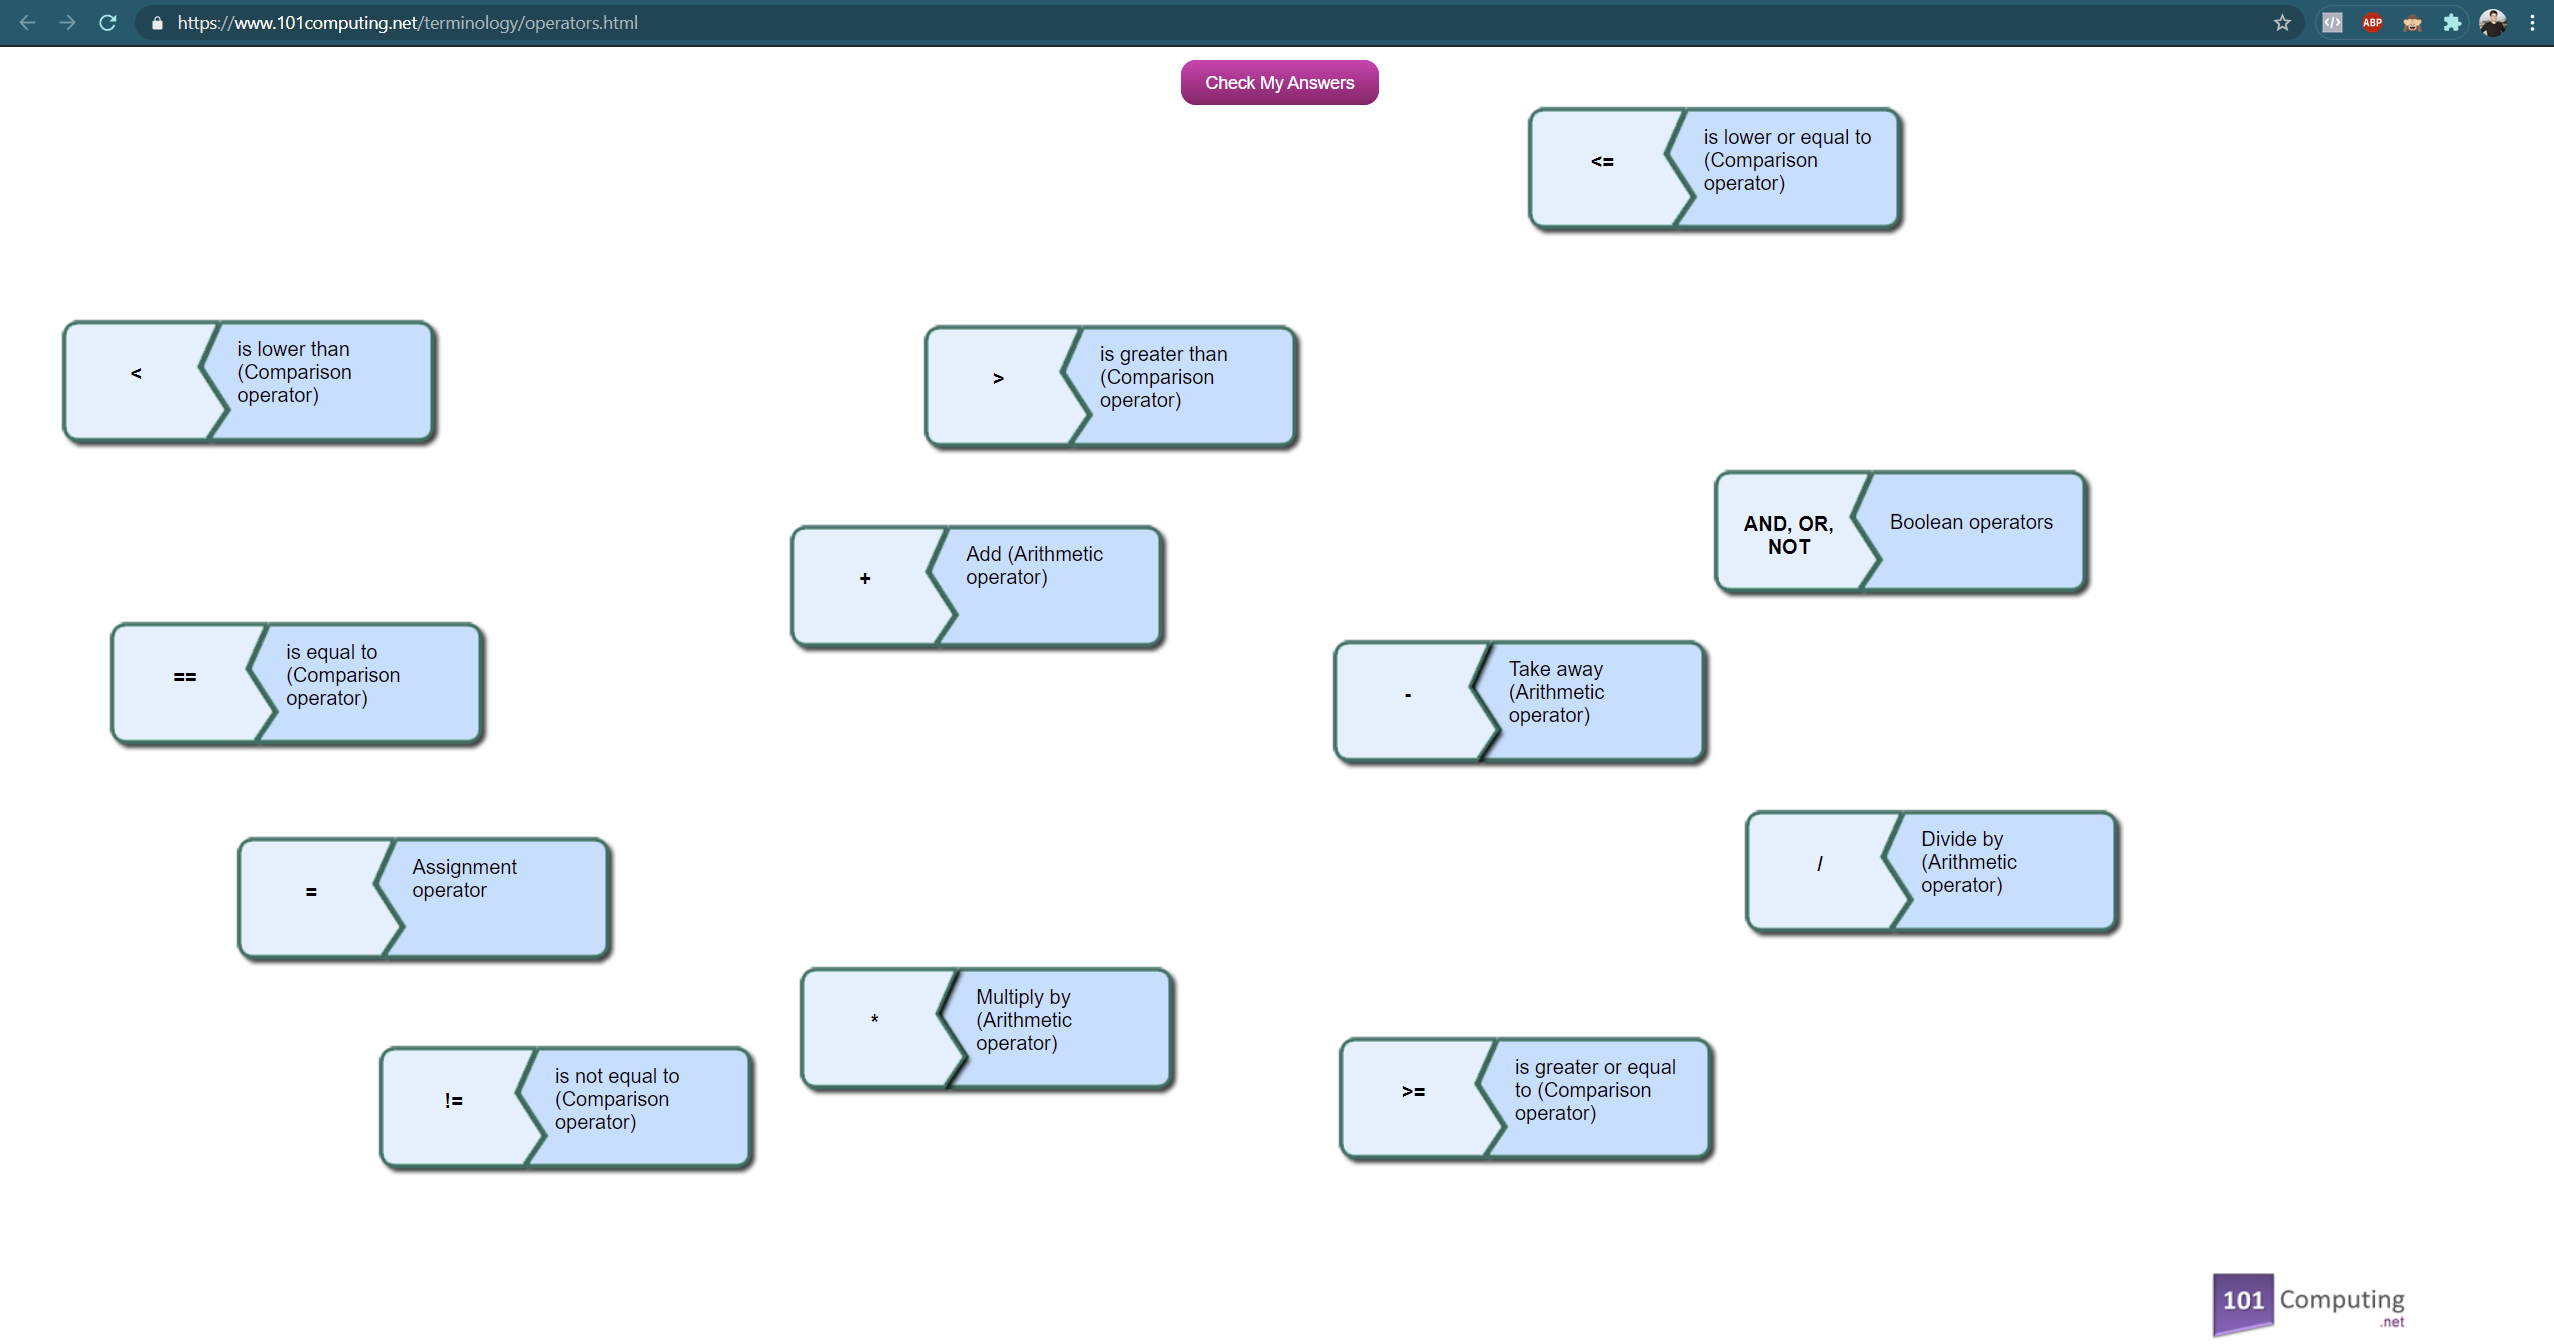 https://www.101computing.net/terminology/operators.html
ABP
Check My Answers
<=
is lower or equal to
(Comparison
operator)
<
is lower than
(Comparison
operator)
>
is greater than
(Comparison
operator)
AND, OR,
NOT
Boolean operators
+
Add (Arithmetic
operator)
==
is equal to
(Comparison
operator)
-
Take away
(Arithmetic
operator)
/
Divide by
(Arithmetic
operator)
=
Assignment
operator
*
Multiply by
(Arithmetic
operator)
!=
is not equal to
(Comparison
operator)
>=
is greater or equal
to (Comparison
operator)
101 Computing
.net